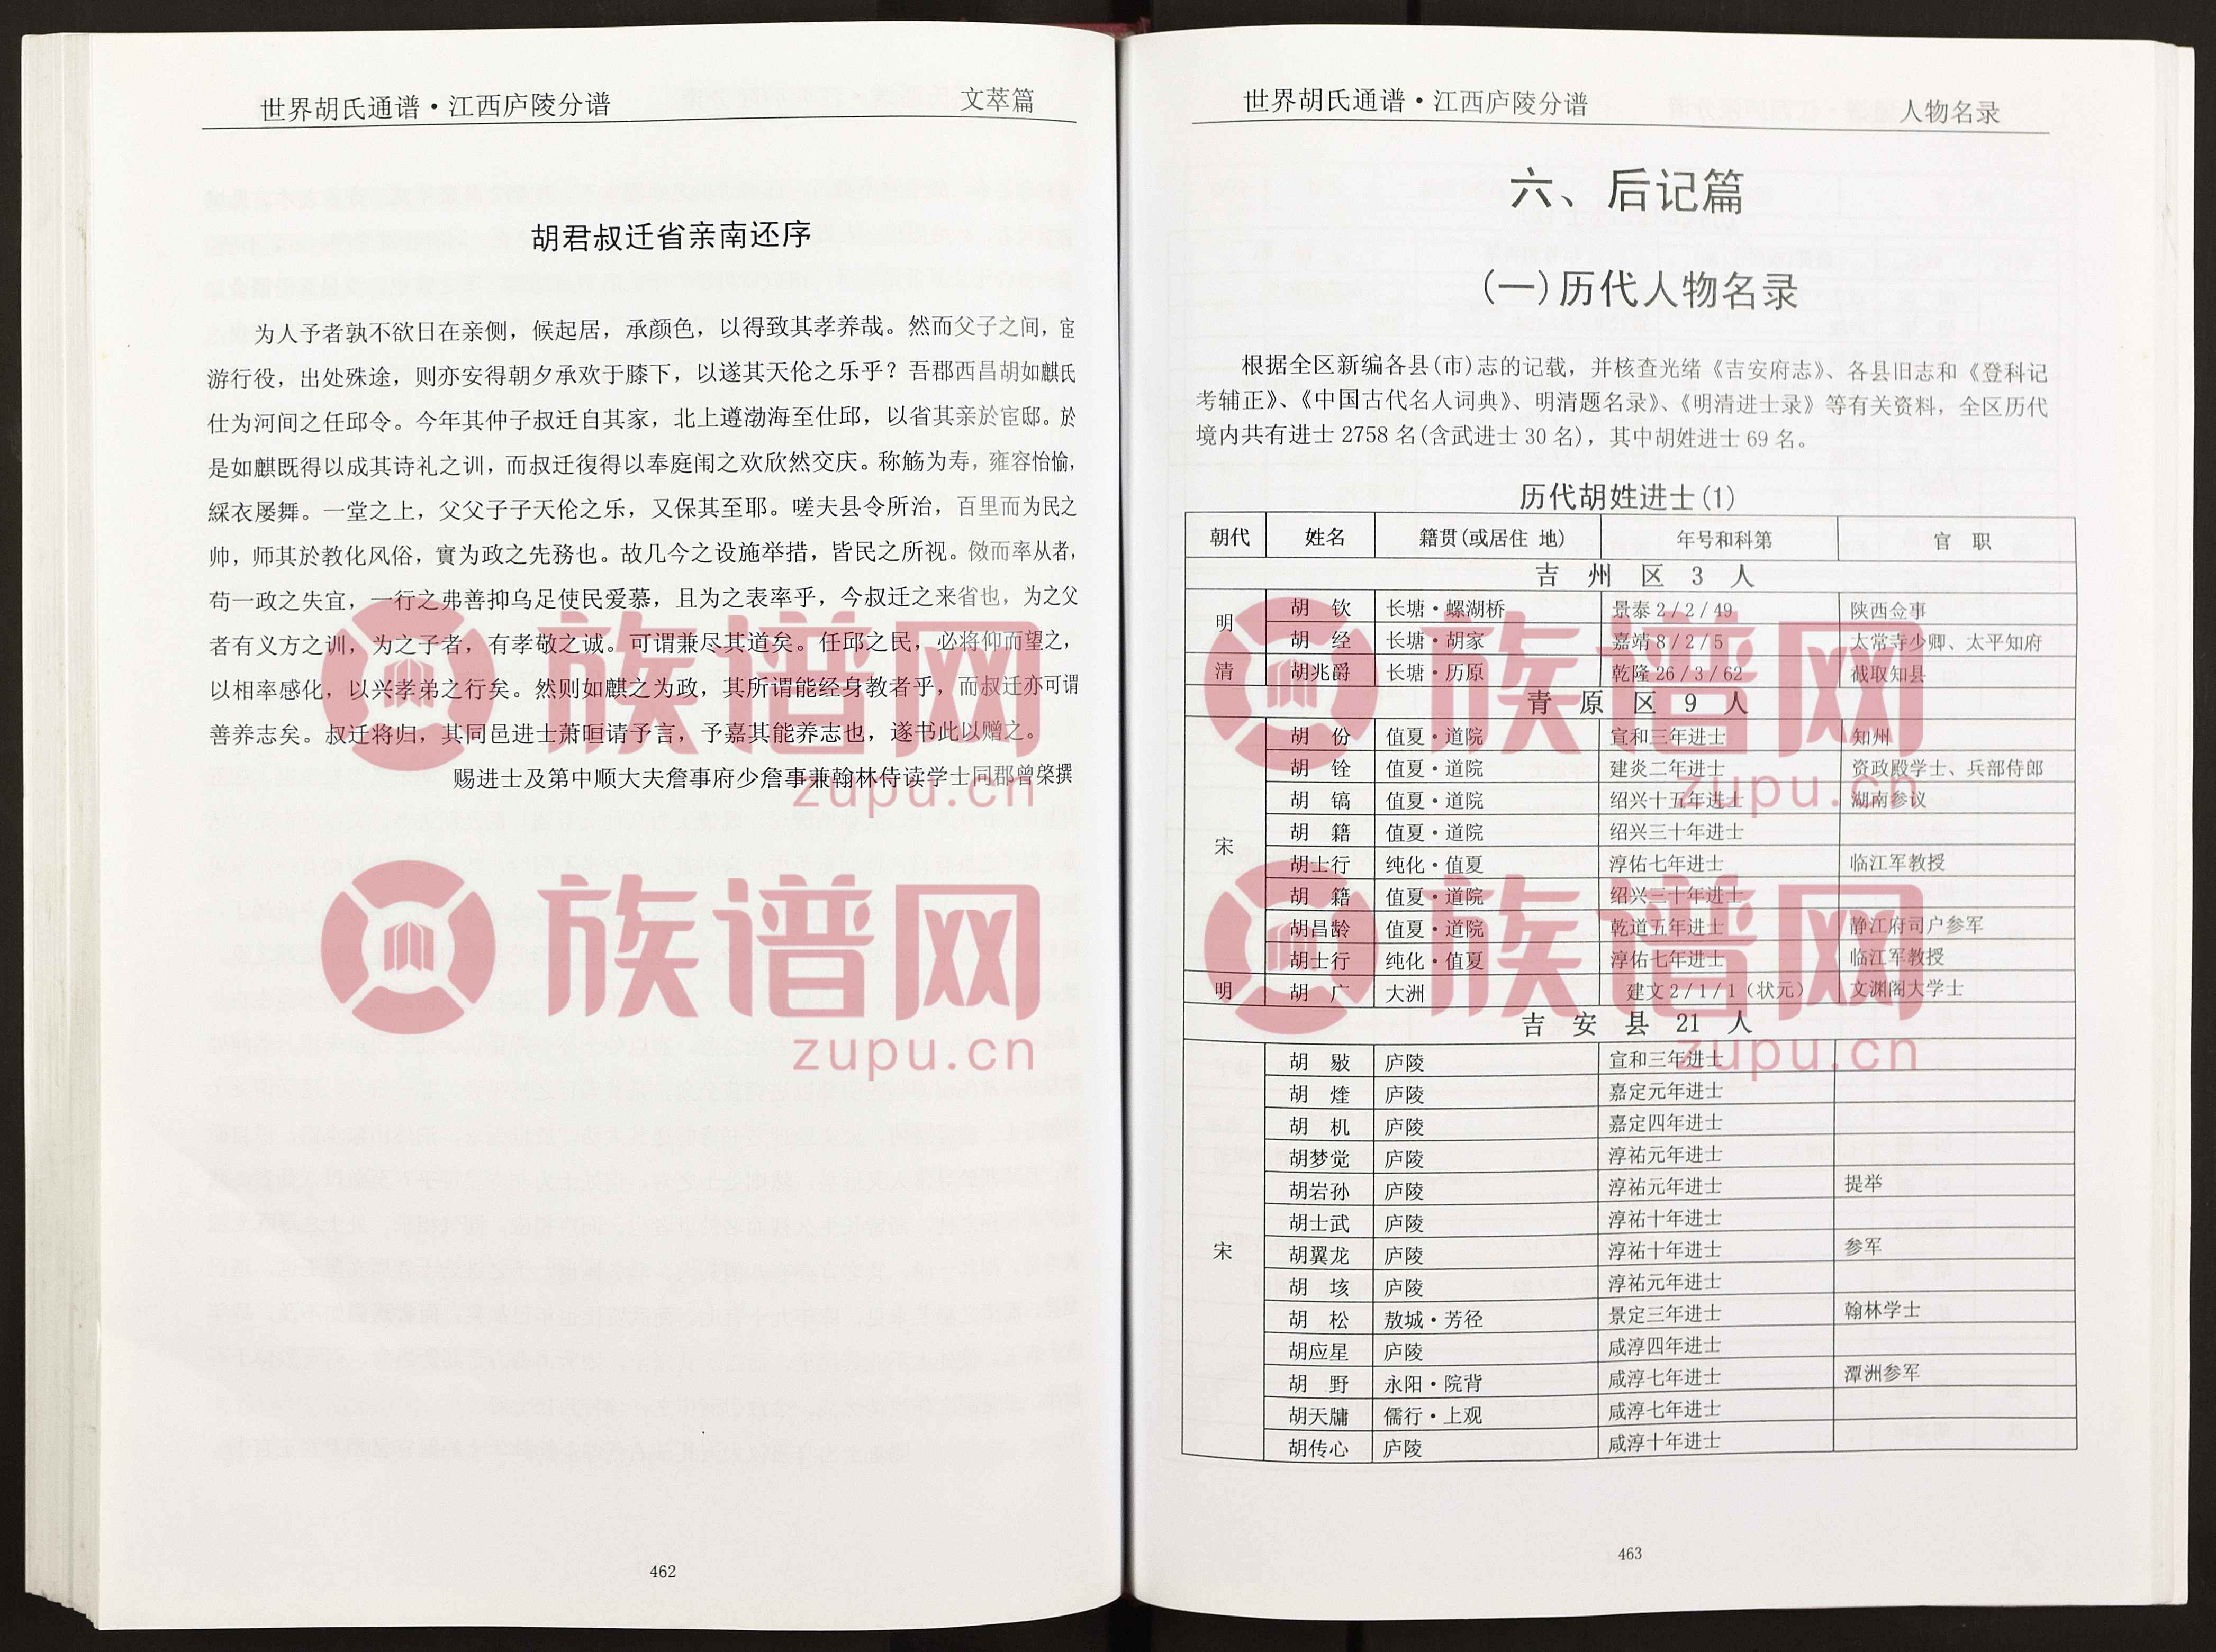 世界胡氏通谱·江西庐陵分谱 文萃篇
胡君叔迁省亲南还序
为人予者孰不欲日在亲侧，候起居，承颜色，以得致其孝养哉。然而父子之间，宦
游行役，出处殊途，则亦安得朝夕承欢于膝下，以遂其天伦之乐乎？吾郡西昌胡如麒氏
仕为河间之任邱令。今年其仲子叔迁自其家，北上遵渤海至仕邱，以省其亲於宦邸。於
是如麒既得以成其诗礼之训，而叔迁復得以奉庭闱之欢欣然交庆。称觞为寿，雍容怡愉，
綵衣屡舞。一堂之上，父父子子天伦之乐，又保其至耶。嗟夫县令所治，百里而为民之
帅，师其於教化风俗，實为政之先務也。故几今之设施举措，皆民之所视。傚而率从者，
苟一政之失宜，一行之弗善抑乌足使民爱慕，且为之表率乎，今叔迁之来省也，为之父
者有义方之训，为之子者，有孝敬之诚。可谓兼尽其道矣。任邱之民，必将仰而望之，
以相率感化，以兴孝弟之行矣。然则如麒之为政，其所谓能经身教者乎，而叔迁亦可谓
善养志矣。叔迁将归，其同邑进士萧晅请予言，予嘉其能养志也，遂书此以赠之。
赐进士及第中顺大夫詹事府少詹事兼翰林侍读学士同郡曾棨撰
462
世界胡氏通谱·江西庐陵分谱 人物名录
六、后记篇
(一)历代人物名录
根据全区新编各县(市)志的记载，并核查光绪《吉安府志》、各县旧志和《登科记
考辅正》、《中国古代名人词典》、明清题名录》、《明清进士录》等有关资料，全区历代
境内共有进士 2758 名(含武进士 30 名)，其中胡姓进士 69 名。
历代胡姓进士(1)
朝代 姓名 籍贯(或居住 地) 年号和科第 官 职
吉 州 区 3 人
明 胡 钦 长塘·螺湖桥 景泰 2/2/49 陕西佥事
胡 经 长塘·胡家 嘉靖 8/2/5 太常寺少卿、太平知府
清 胡兆爵 长塘·历原 乾隆 26/3/62 截取知县
青 原 区 9 人
宋 胡 份 值夏·道院 宣和三年进士 知州
胡 铨 值夏·道院 建炎二年进士 资政殿学士、兵部侍郎
胡 镐 值夏·道院 绍兴十五年进士 湖南参议
胡 籍 值夏·道院 绍兴三十年进士
胡士行 纯化·值夏 淳佑七年进士 临江军教授
胡 籍 值夏·道院 绍兴三十年进士
胡昌龄 值夏·道院 乾道五年进士 静江府司户参军
胡士行 纯化·值夏 淳佑七年进士 临江军教授
明 胡 广 大洲 建文 2/1/1（状元） 文渊阁大学士
吉 安 县 21 人
宋 胡 庐陵 宣和三年进士
胡 煃 庐陵 嘉定元年进士
胡 机 庐陵 嘉定四年进士
胡梦觉 庐陵 淳祐元年进士
胡岩孙 庐陵 淳祐元年进士 提举
胡士武 庐陵 淳祐十年进士
胡翼龙 庐陵 淳祐十年进士 参军
胡 垓 庐陵 淳祐元年进士
胡 松 敖城·芳径 景定三年进士 翰林学士
胡应星 庐陵 咸淳四年进士
胡 野 永阳·院背 咸淳七年进士 潭洲参军
胡天牗 儒行·上观 咸淳七年进士
胡传心 庐陵 咸淳十年进士
463
族谱网
zupu.cn
族谱网
zupu.cn
族谱网
zupu.cn
族谱网
zupu.cn